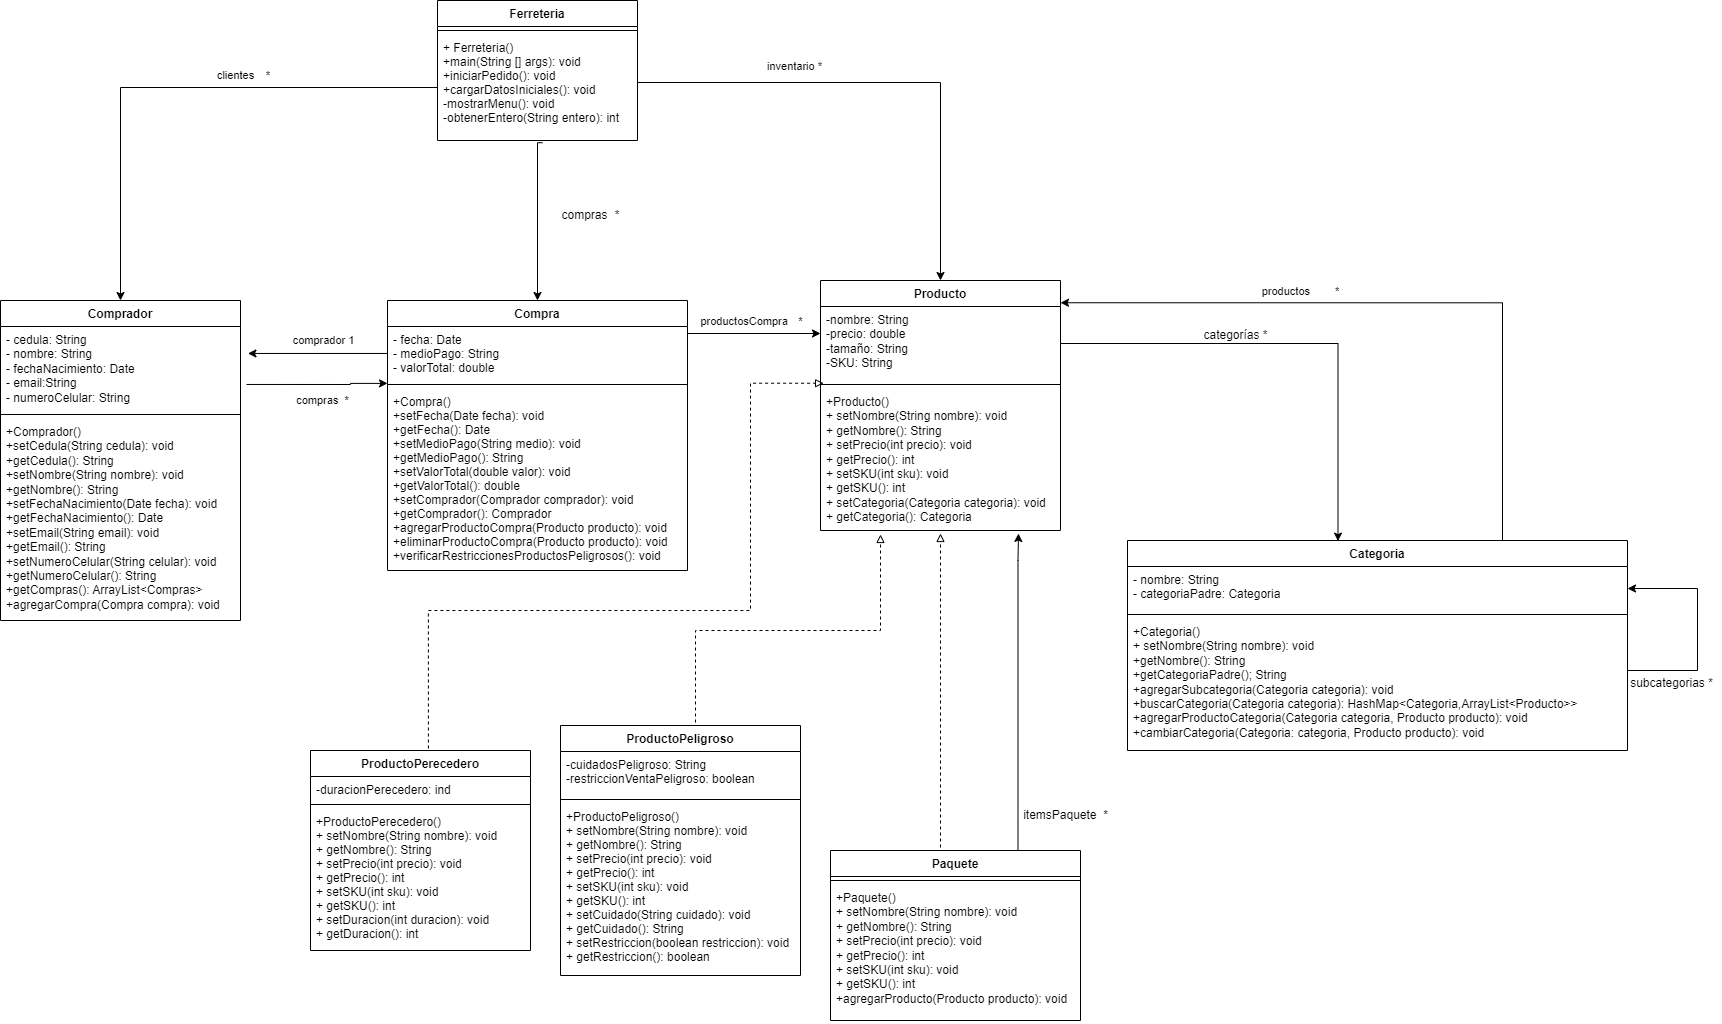 Ferreteria
+ Ferreteria()
+main(String [] args): void
+iniciarPedido(): void
+cargarDatosIniciales(): void
-mostrarMenu(): void
-obtenerEntero(String entero): int
clientes *
inventario *
compras *
Comprador
- cedula: String
- nombre: String
- fechaNacimiento: Date
- email:String
- numeroCelular: String
+Comprador()
+setCedula(String cedula): void
+getCedula(): String
+setNombre(String nombre): void
+getNombre(): String
+setFechaNacimiento(Date fecha): void
+getFechaNacimiento(): Date
+setEmail(String email): void
+getEmail(): String
+setNumeroCelular(String celular): void
+getNumeroCelular(): String
+getCompras(): ArrayList<Compras>
+agregarCompra(Compra compra): void
comprador 1
compras *
Compra
- fecha: Date
- medioPago: String
- valorTotal: double
+Compra()
+setFecha(Date fecha): void
+getFecha(): Date
+setMedioPago(String medio): void
+getMedioPago(): String
+setValorTotal(double valor): void
+getValorTotal(): double
+setComprador(Comprador comprador): void
+getComprador(): Comprador
+agregarProductoCompra(Producto producto): void
+eliminarProductoCompra(Producto producto): void
+verificarRestriccionesProductosPeligrosos(): void
productosCompra *
Producto
-nombre: String
-precio: double
-tamaño: String
-SKU: String
+Producto()
+ setNombre(String nombre): void
+ getNombre(): String
+ setPrecio(int precio): void
+ getPrecio(): int
+ setSKU(int sku): void
+ getSKU(): int
+ setCategoria(Categoria categoria): void
+ getCategoria(): Categoria
productos *
categorías *
Categoria
- nombre: String
- categoriaPadre: Categoria
+Categoria()
+ setNombre(String nombre): void
+getNombre(): String
+getCategoriaPadre(); String
+agregarSubcategoria(Categoria categoria): void
+buscarCategoria(Categoria categoria): HashMap<Categoria,ArrayList<Producto>>
+agregarProductoCategoria(Categoria categoria, Producto producto): void
+cambiarCategoria(Categoria: categoria, Producto producto): void
subcategorias *
ProductoPerecedero
-duracionPerecedero: ind
+ProductoPerecedero()
+ setNombre(String nombre): void
+ getNombre(): String
+ setPrecio(int precio): void
+ getPrecio(): int
+ setSKU(int sku): void
+ getSKU(): int
+ setDuracion(int duracion): void
+ getDuracion(): int
ProductoPeligroso
-cuidadosPeligroso: String
-restriccionVentaPeligroso: boolean
+ProductoPeligroso()
+ setNombre(String nombre): void
+ getNombre(): String
+ setPrecio(int precio): void
+ getPrecio(): int
+ setSKU(int sku): void
+ getSKU(): int
+ setCuidado(String cuidado): void
+ getCuidado(): String
+ setRestriccion(boolean restriccion): void
+ getRestriccion(): boolean
itemsPaquete *
Paquete
+Paquete()
+ setNombre(String nombre): void
+ getNombre(): String
+ setPrecio(int precio): void
+ getPrecio(): int
+ setSKU(int sku): void
+ getSKU(): int
+agregarProducto(Producto producto): void